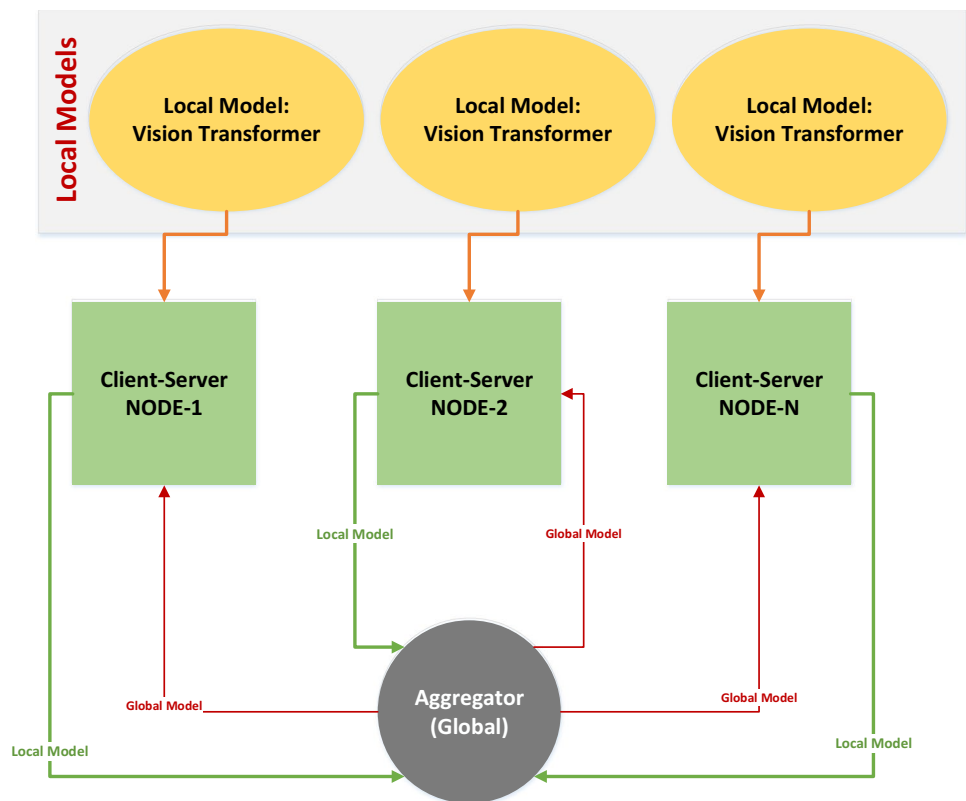 Local Models
Local Model:
Vision Transformer
Local Model:
Vision Transformer
Local Model:
Vision Transformer
Client-Server
NODE-1
Client-Server
NODE-2
Client-Server
NODE-N
Local Model
Global Model
Aggregator
(Global)
Global Model
Global Model
Local Model
Local Model